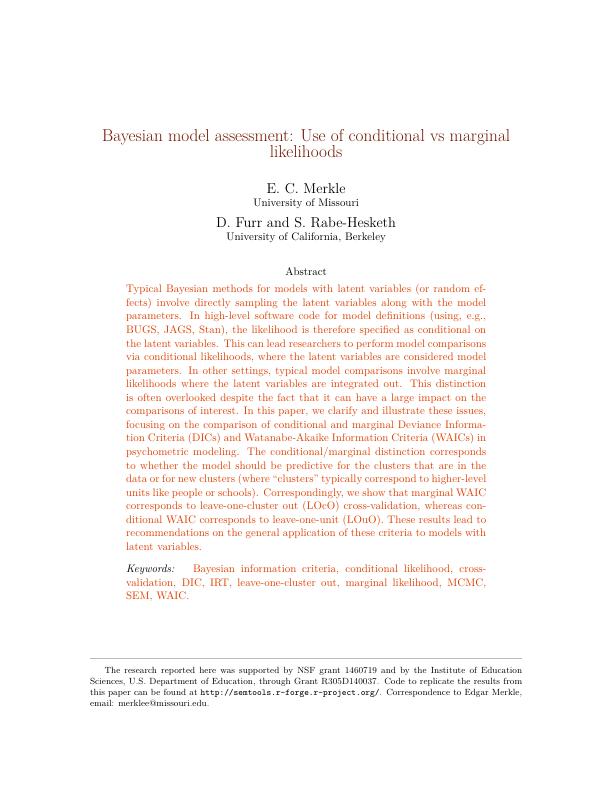 Bayesian model assessment: Use of conditional vs marginal
likelihoods
E. C. Merkle
University of Missouri
D. Furr and S. Rabe-Hesketh
University of California, Berkeley
Abstract
Typical Bayesian methods for models with latent variables (or random ef-
fects) involve directly sampling the latent variables along with the model
parameters. In high-level software code for model definitions (using, e.g.,
BUGS, JAGS, Stan), the likelihood is therefore specified as conditional on
the latent variables. This can lead researchers to perform model comparisons
via conditional likelihoods, where the latent variables are considered model
parameters. In other settings, typical model comparisons involve marginal
likelihoods where the latent variables are integrated out. This distinction
is often overlooked despite the fact that it can have a large impact on the
comparisons of interest. In this paper, we clarify and illustrate these issues,
focusing on the comparison of conditional and marginal Deviance Informa-
tion Criteria (DICs) and Watanabe-Akaike Information Criteria (WAICs) in
psychometric modeling. The conditional/marginal distinction corresponds
to whether the model should be predictive for the clusters that are in the
data or for new clusters (where “clusters” typically correspond to higher-level
units like people or schools). Correspondingly, we show that marginal WAIC
corresponds to leave-one-cluster out (LOcO) cross-validation, whereas con-
ditional WAIC corresponds to leave-one-unit (LOuO). These results lead to
recommendations on the general application of these criteria to models with
latent variables.
Keywords: Bayesian information criteria, conditional likelihood, cross-
validation, DIC, IRT, leave-one-cluster out, marginal likelihood, MCMC,
SEM, WAIC.
The research reported here was supported by NSF grant 1460719 and by the Institute of Education
Sciences, U.S. Department of Education, through Grant R305D140037. Code to replicate the results from
this paper can be found at http://semtools.r-forge.r-project.org/. Correspondence to Edgar Merkle,
email: merklee@missouri.edu.